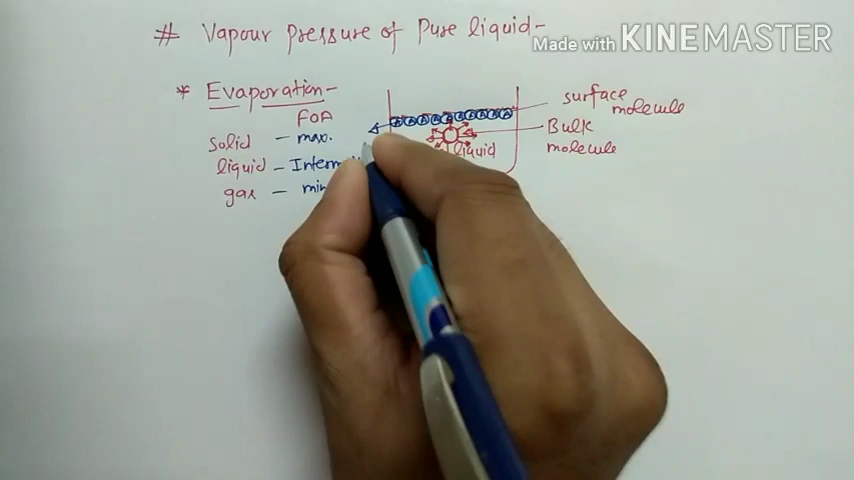 # Vapour Pressure of Pure liquid-
Made with KINEMASTER
* Evaporation-
FOA
solid - max.
liquid - Interm
gas - min
A A A A A A A A A A
liquid
surface molecule
Bulk molecule